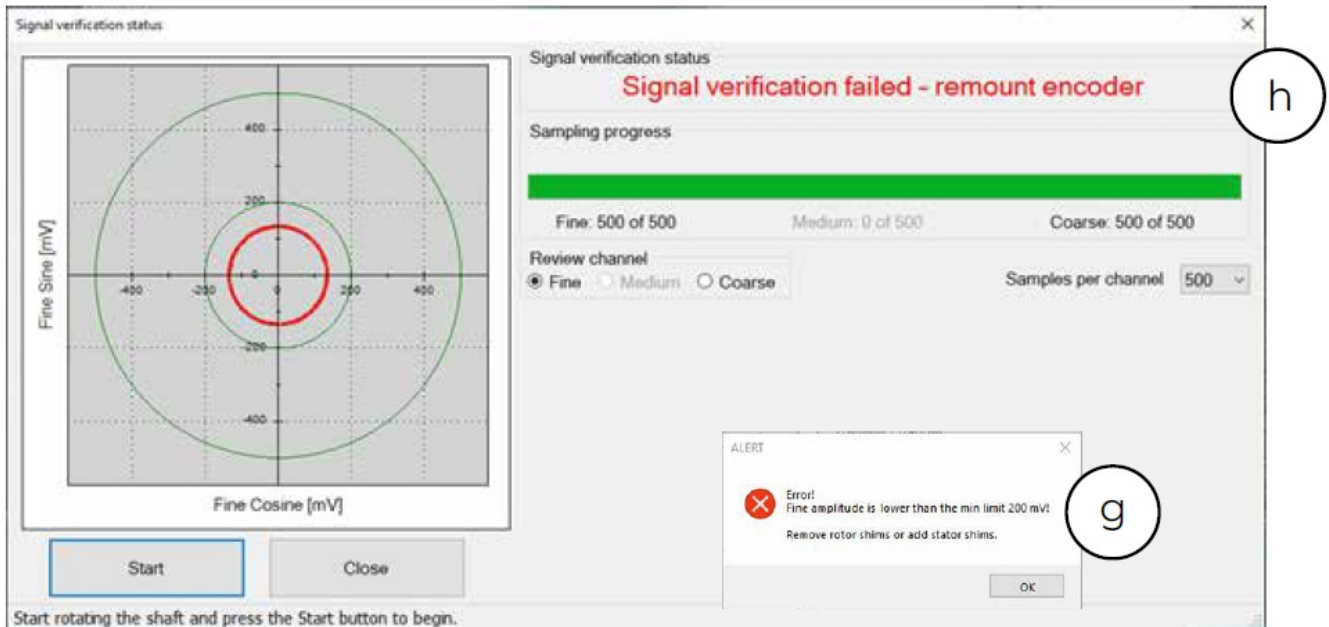 Signal verification status
Signal verification status
Signal verification failed - remount encoder
h
Sampling progress
Fine: 500 of 500
Medium: 0 of 500
Coarse: 500 of 500
Review channel
Fine
Medium
Coarse
Samples per channel
500
Fine Sine [mV]
400
200
-400
-200
0
0
200
400
-200
-400
Fine Cosine [mV]
Start
Close
ALERT
Error!
Fine amplitude is lower than the min limit 200 mV!
Remove rotor shims or add stator shims.
OK
g
Start rotating the shaft and press the Start button to begin.